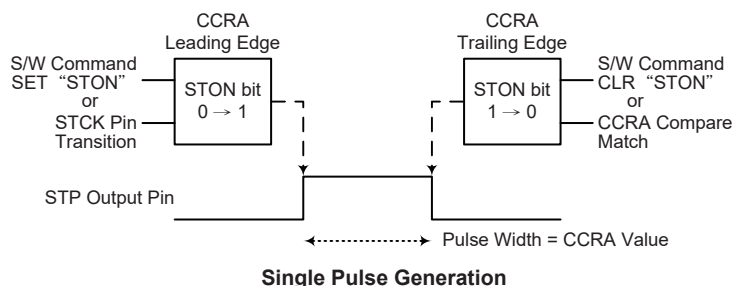 CCRA
Leading Edge
S/W Command
SET “STON”
or
STCK Pin
Transition
STON bit
0 → 1
CCRA
Trailing Edge
STON bit
1 → 0
S/W Command
CLR “STON”
or
CCRA Compare
Match
STP Output Pin
Pulse Width = CCRA Value
Single Pulse Generation